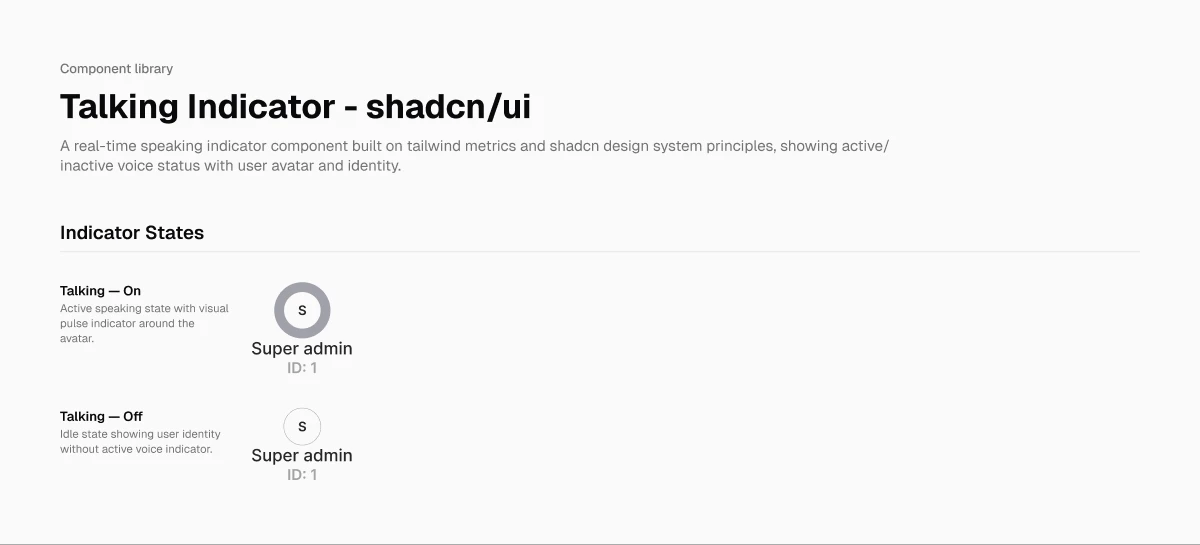 Component library
Talking Indicator - shadcn/ui
A real-time speaking indicator component built on tailwind metrics and shadcn design system principles, showing active/
inactive voice status with user avatar and identity.
Indicator States
Talking — On
Active speaking state with visual
pulse indicator around the
avatar.
S
Super admin
ID: 1
Talking — Off
Idle state showing user identity
without active voice indicator.
S
Super admin
ID: 1